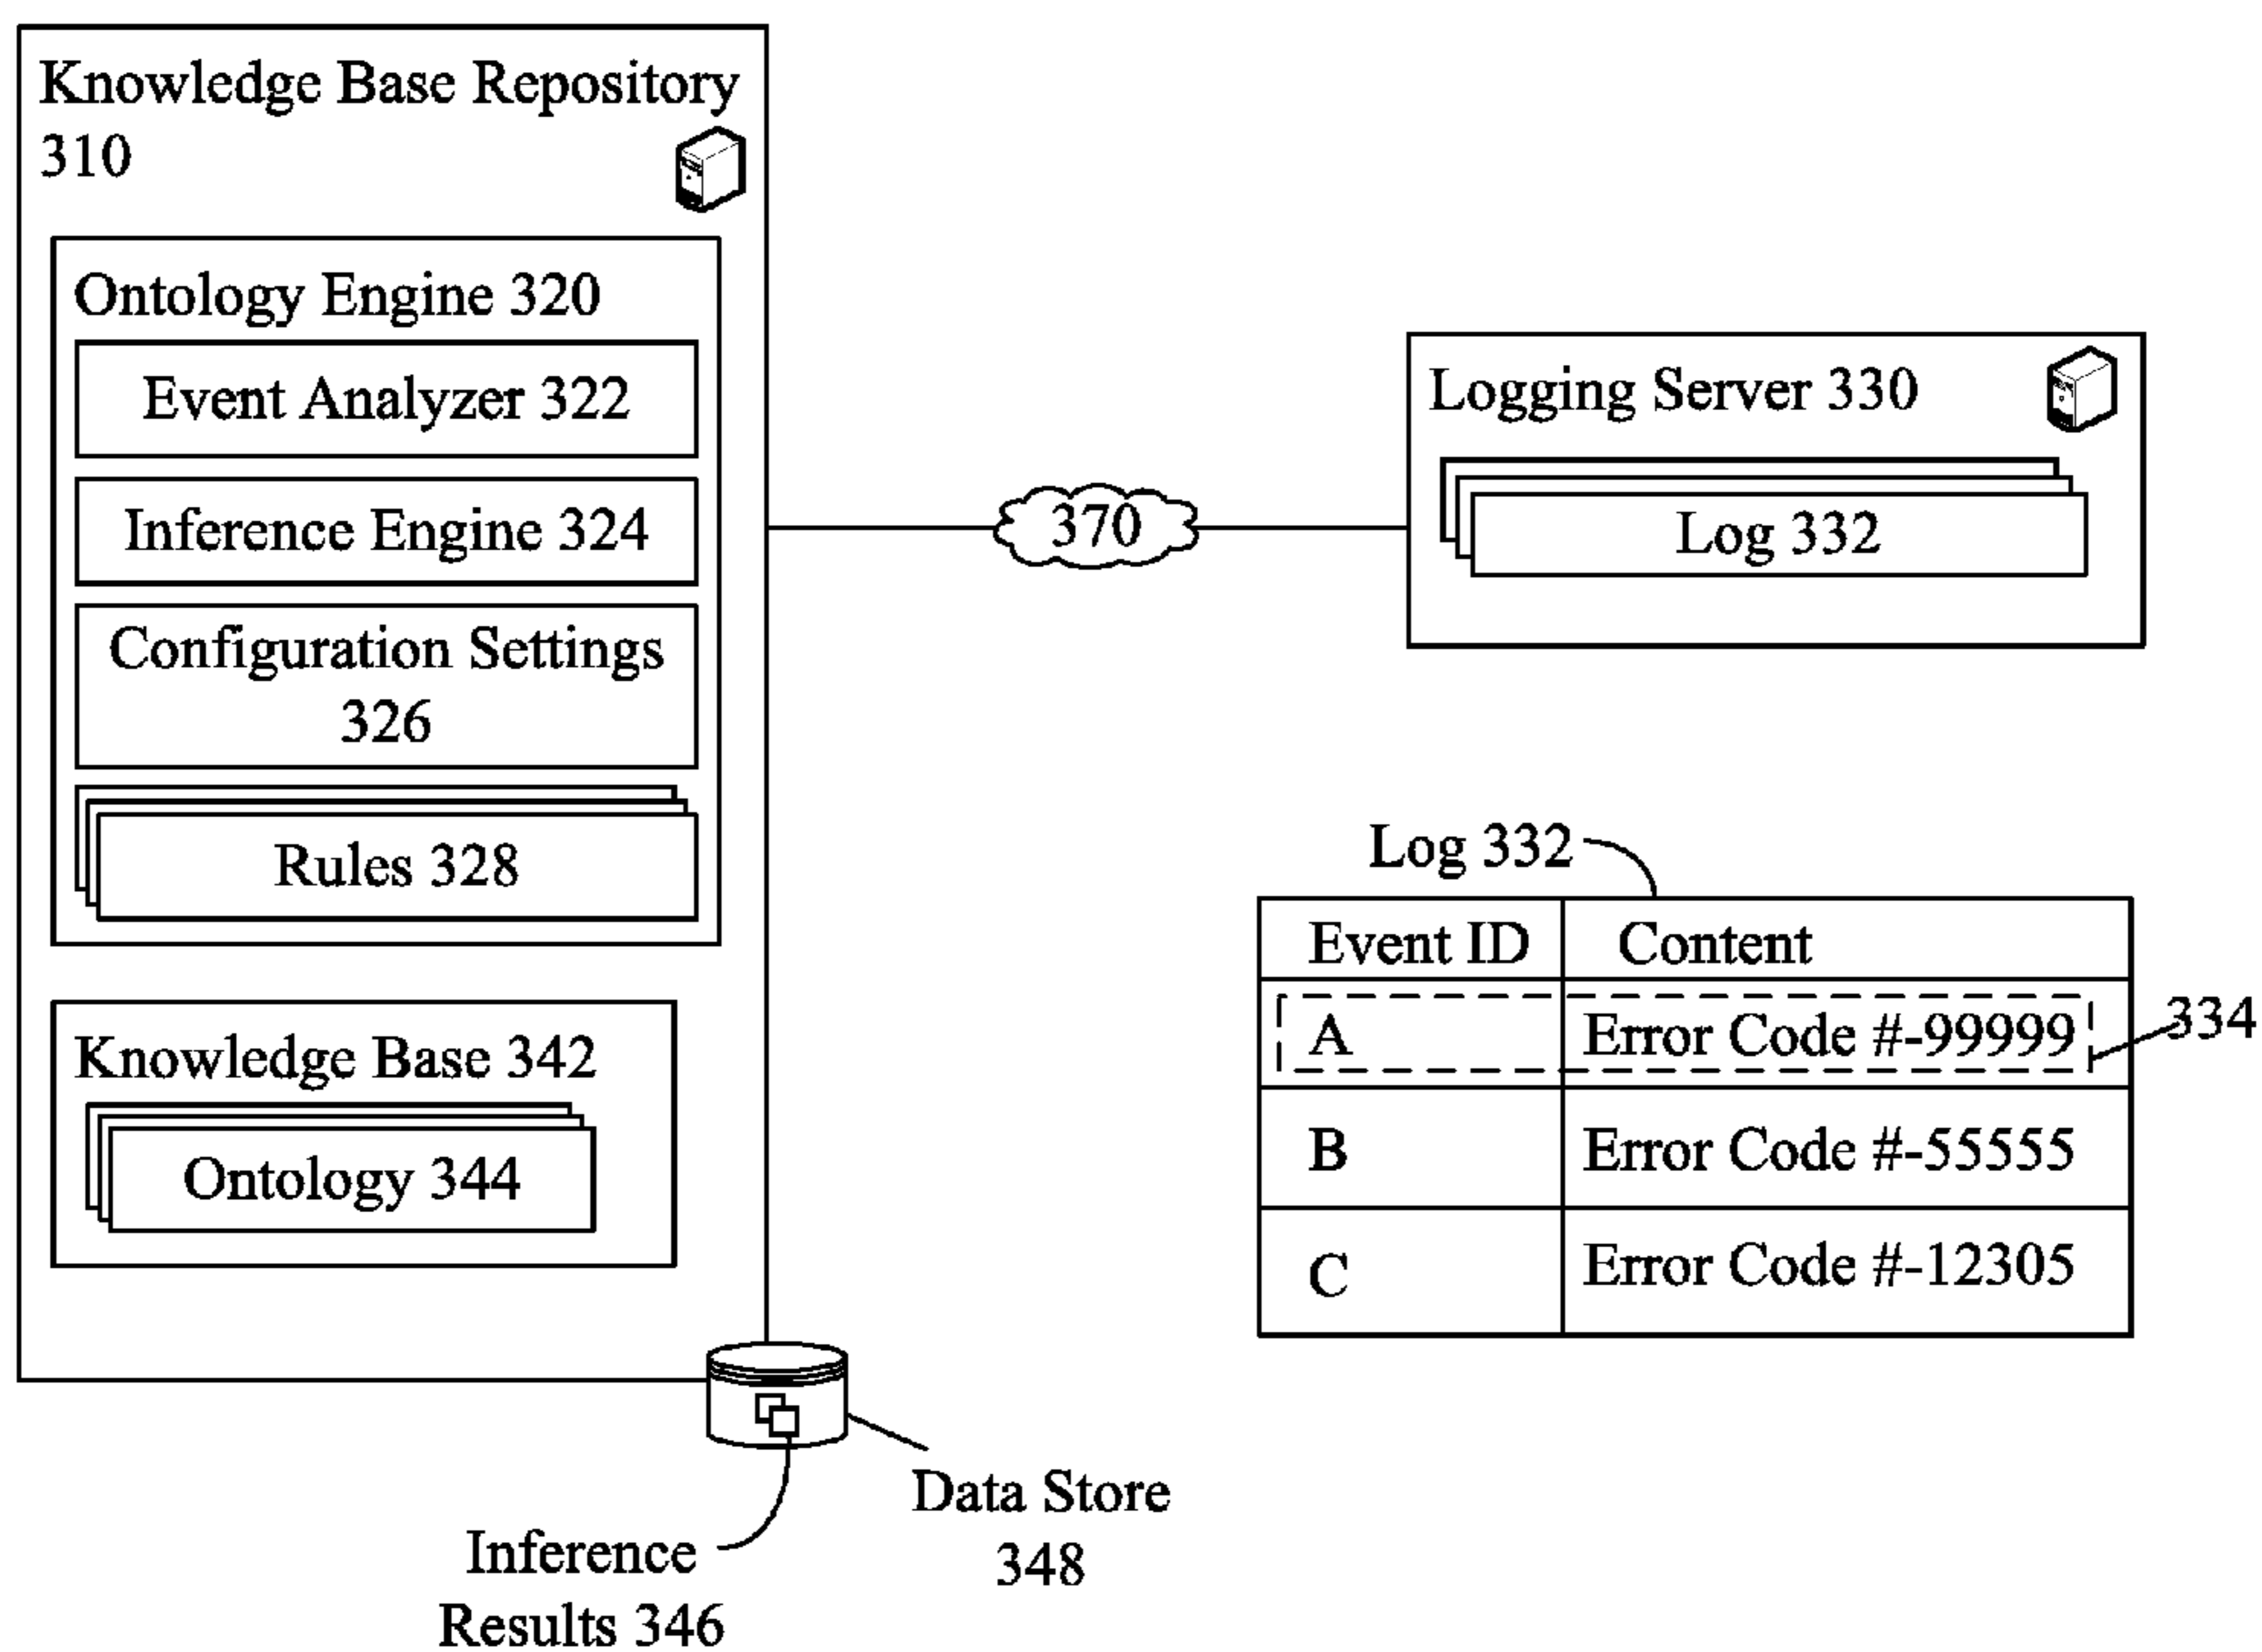 Knowledge Base Repository
310
Ontology Engine 320
Event Analyzer 322
Inference Engine 324
Configuration Settings
326
Rules 328
Knowledge Base 342
Ontology 344
Inference
Results 346
Data Store
348
370
Logging Server 330
Log 332
Log 332
Event ID Content
A Error Code #-99999
334
B Error Code #-55555
C Error Code #-12305